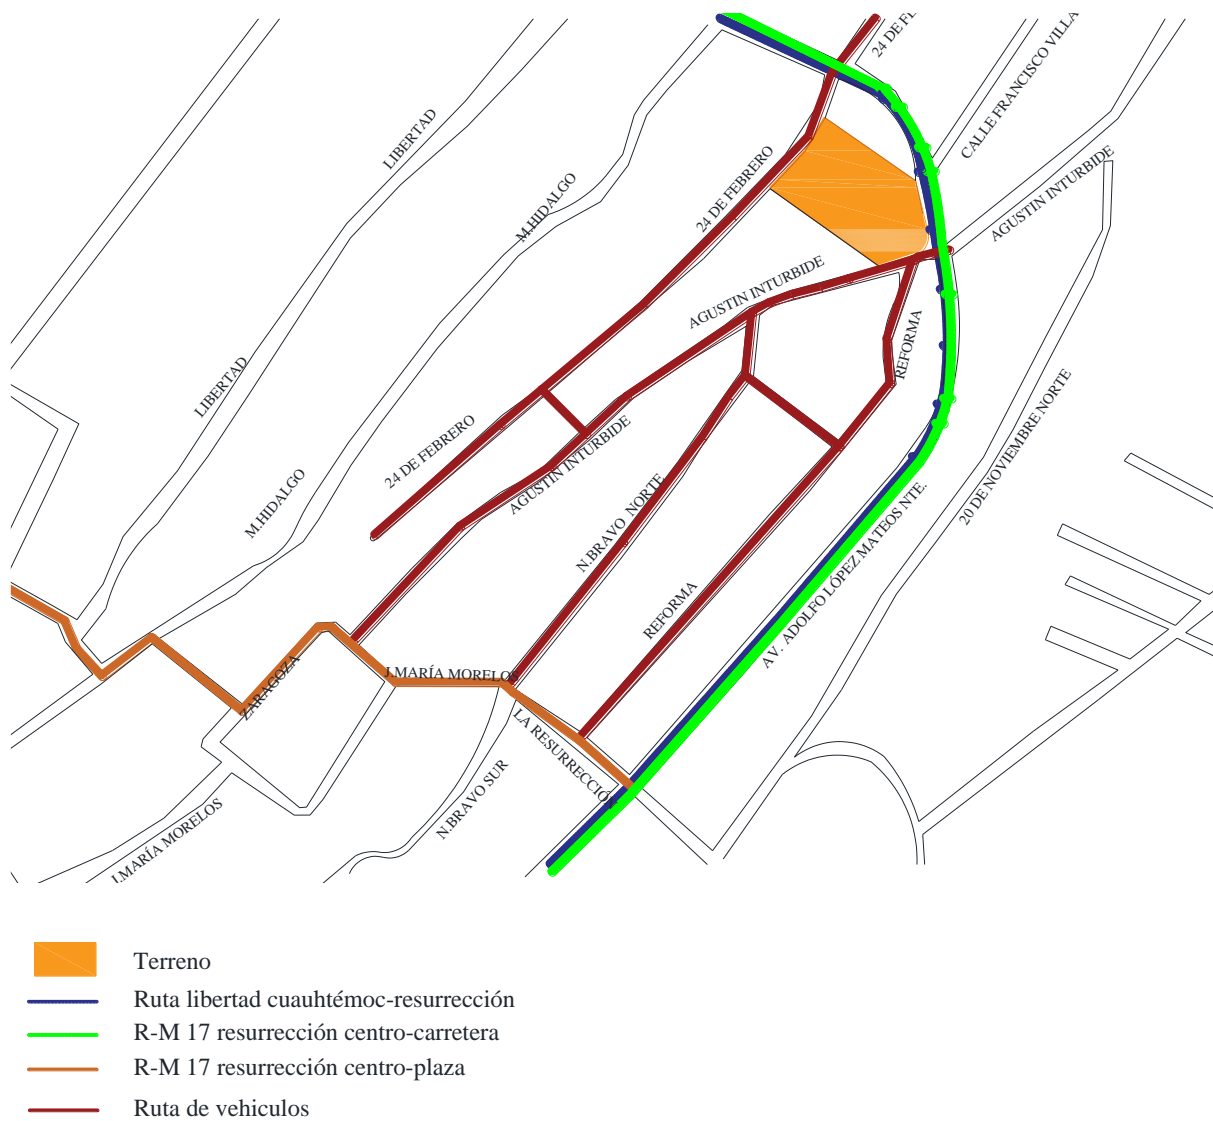 24 DE FE
CALLE FRANCISCO VILLA
LIBERTAD
24 DE FEBRERO
AGUSTIN INTURBIDE
M.HIDALGO
AGUSTIN INTURBIDE
REFORMA
LIBERTAD
20 DE NOVIEMBRE NORTE
24 DE FEBRERO
AGUSTIN INTURBIDE
M.HIDALGO
N.BRAVO NORTE
AV. ADOLFO LÓPEZ MATEOS NTE.
REFORMA
ZARAGOZA
J.MARÍA MORELOS
LA RESURRECCIÓN
N.BRAVO SUR
J.MARÍA MORELOS
Terreno
Ruta libertad cuauhtémoc-resurrección
R-M 17 resurrección centro-carretera
R-M 17 resurrección centro-plaza
Ruta de vehiculos